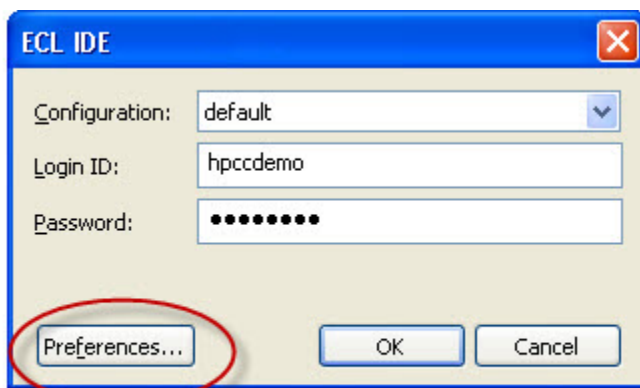 ECL IDE
Configuration: default
Login ID: hpccdemo
Password: ••••••••
Preferences... OK Cancel